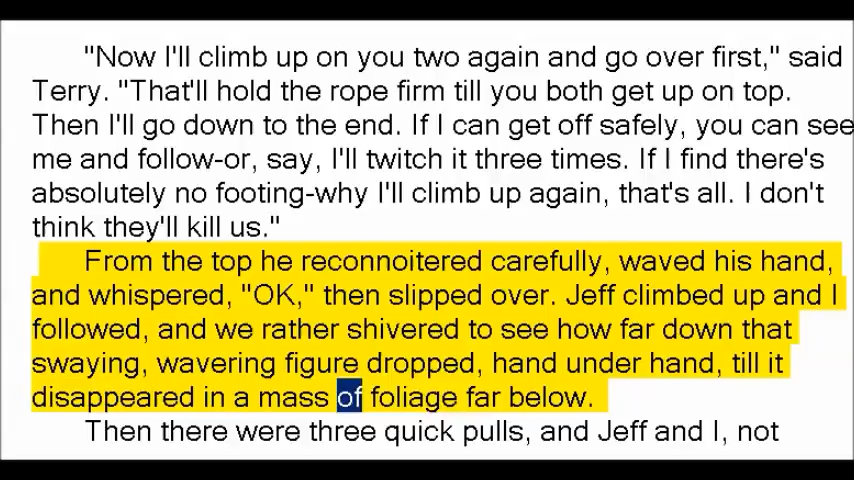 "Now I'll climb up on you two again and go over first," said
Terry. "That'll hold the rope firm till you both get up on top.
Then I'll go down to the end. If I can get off safely, you can see
me and follow-or, say, I'll twitch it three times. If I find there's
absolutely no footing-why I'll climb up again, that's all. I don't
think they'll kill us."
From the top he reconnoitered carefully, waved his hand,
and whispered, "OK," then slipped over. Jeff climbed up and I
followed, and we rather shivered to see how far down that
swaying, wavering figure dropped, hand under hand, till it
disappeared in a mass of foliage far below.
Then there were three quick pulls, and Jeff and I, not